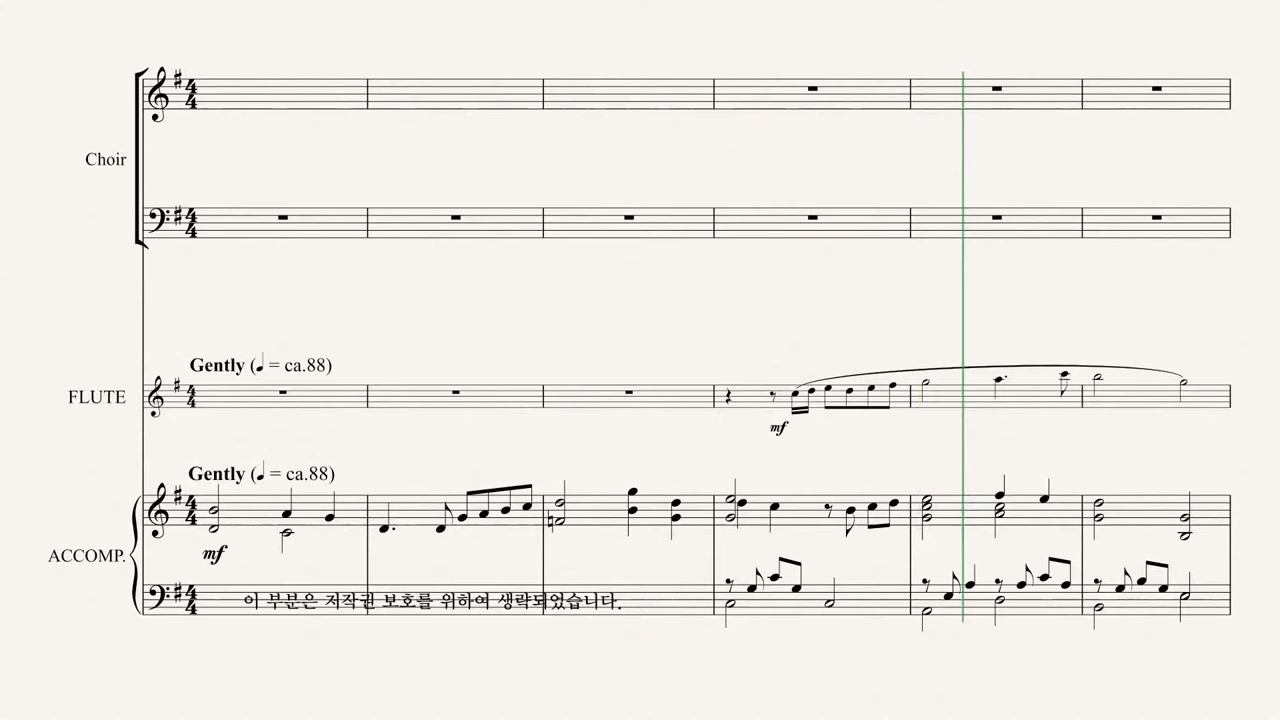 Choir
Gently (♩ = ca.88)
FLUTE
mf
Gently (♩ = ca.88)
mf
ACCOMP.
이 부분은 저작권 보호를 위하여 생략되었습니다.